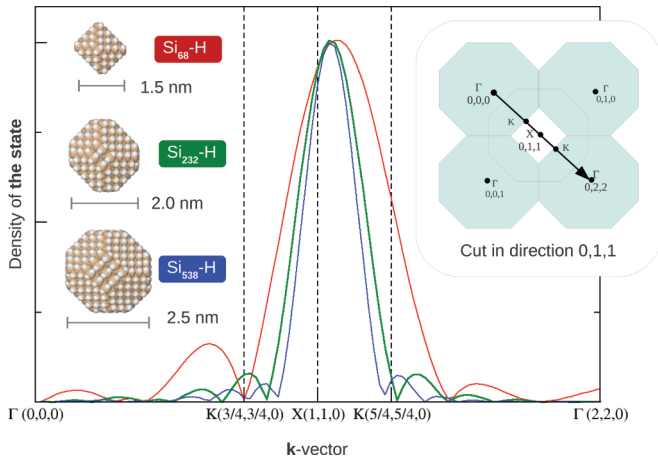 Density of the state
Si68-H
1.5 nm
Si232-H
2.0 nm
Si538-H
2.5 nm
Γ
0,0,0
Γ
0,1,0
K
X
0,1,1
K
Γ
0,0,1
Γ
0,2,2
Cut in direction 0,1,1
Γ (0,0,0)
K(3/4,3/4,0)
X(1,1,0)
K(5/4,5/4,0)
Γ (2,2,0)
k-vector